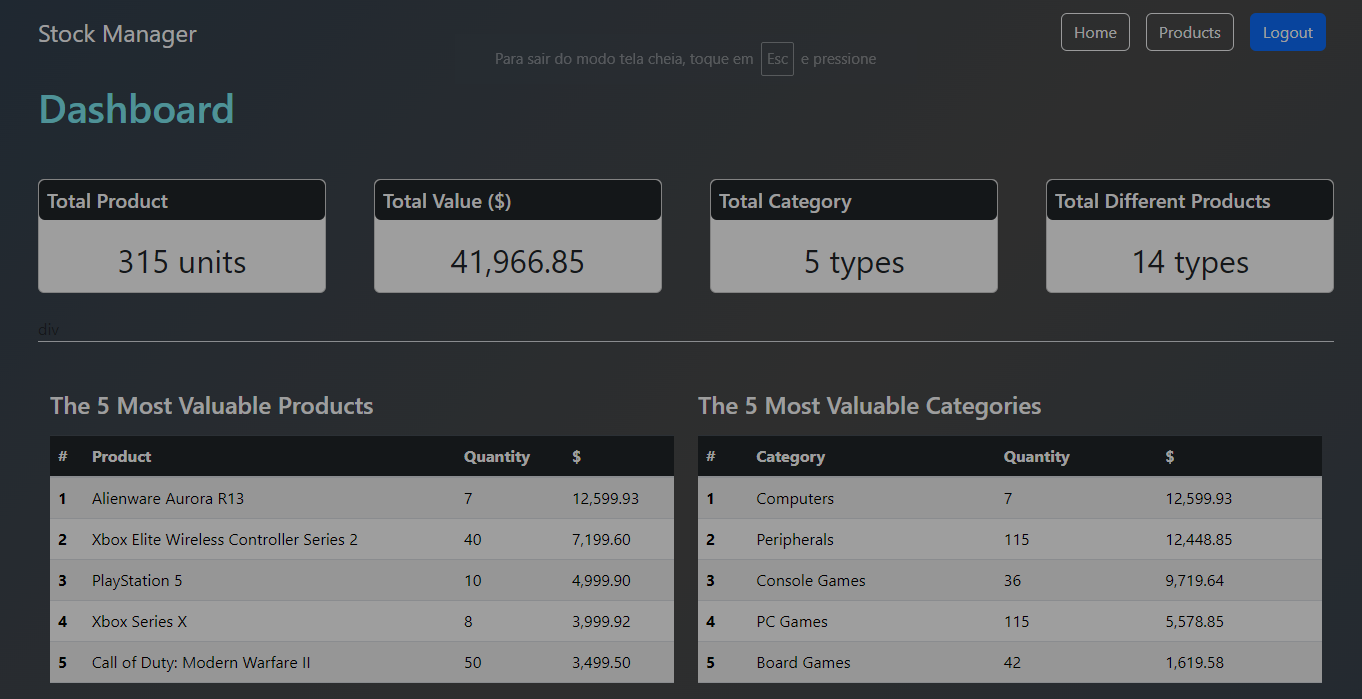 Stock Manager
Home Products Logout
Para sair do modo tela cheia, toque em Esc e pressione
Dashboard
Total Product Total Value ($) Total Category Total Different Products
315 units 41,966.85 5 types 14 types
div
The 5 Most Valuable Products
# Product Quantity $
1 Alienware Aurora R13 7 12,599.93
2 Xbox Elite Wireless Controller Series 2 40 7,199.60
3 PlayStation 5 10 4,999.90
4 Xbox Series X 8 3,999.92
5 Call of Duty: Modern Warfare II 50 3,499.50
The 5 Most Valuable Categories
# Category Quantity $
1 Computers 7 12,599.93
2 Peripherals 115 12,448.85
3 Console Games 36 9,719.64
4 PC Games 115 5,578.85
5 Board Games 42 1,619.58